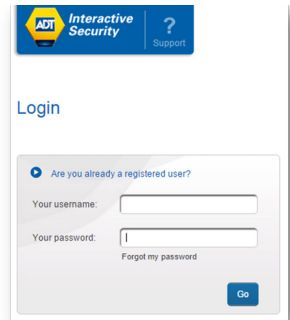 ADT
Interactive
Security
?
Support
Login
Are you already a registered user?
Your username:
Your password:
Forgot my password
Go